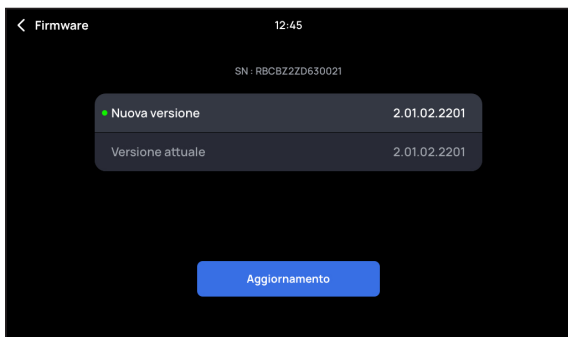 Firmware 12:45
SN : RBCBZ2ZD630021
Nuova versione 2.01.02.2201
Versione attuale 2.01.02.2201
Aggiornamento